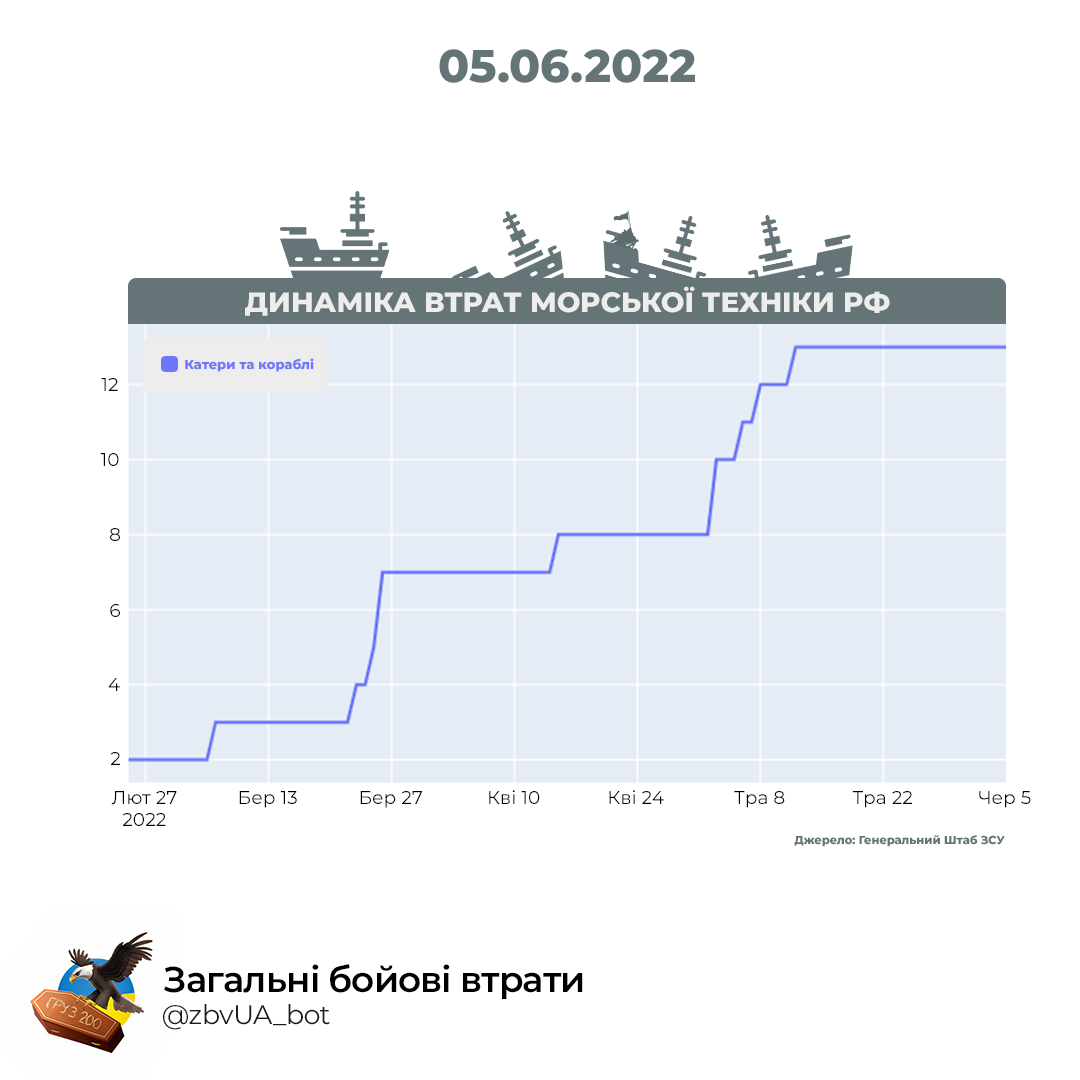 05.06.2022
ДИНАМІКА ВТРАТ МОРСЬКОЇ ТЕХНІКИ РФ
Катери та кораблі
12
10
8
6
4
2
Лют 27 Бер 13 Бер 27 Кві 10 Кві 24 Тра 8 Тра 22 Чер 5
2022
Джерело: Генеральний Штаб ЗСУ
ГРУЗ 200
Загальні бойові втрати
@zbvUA_bot